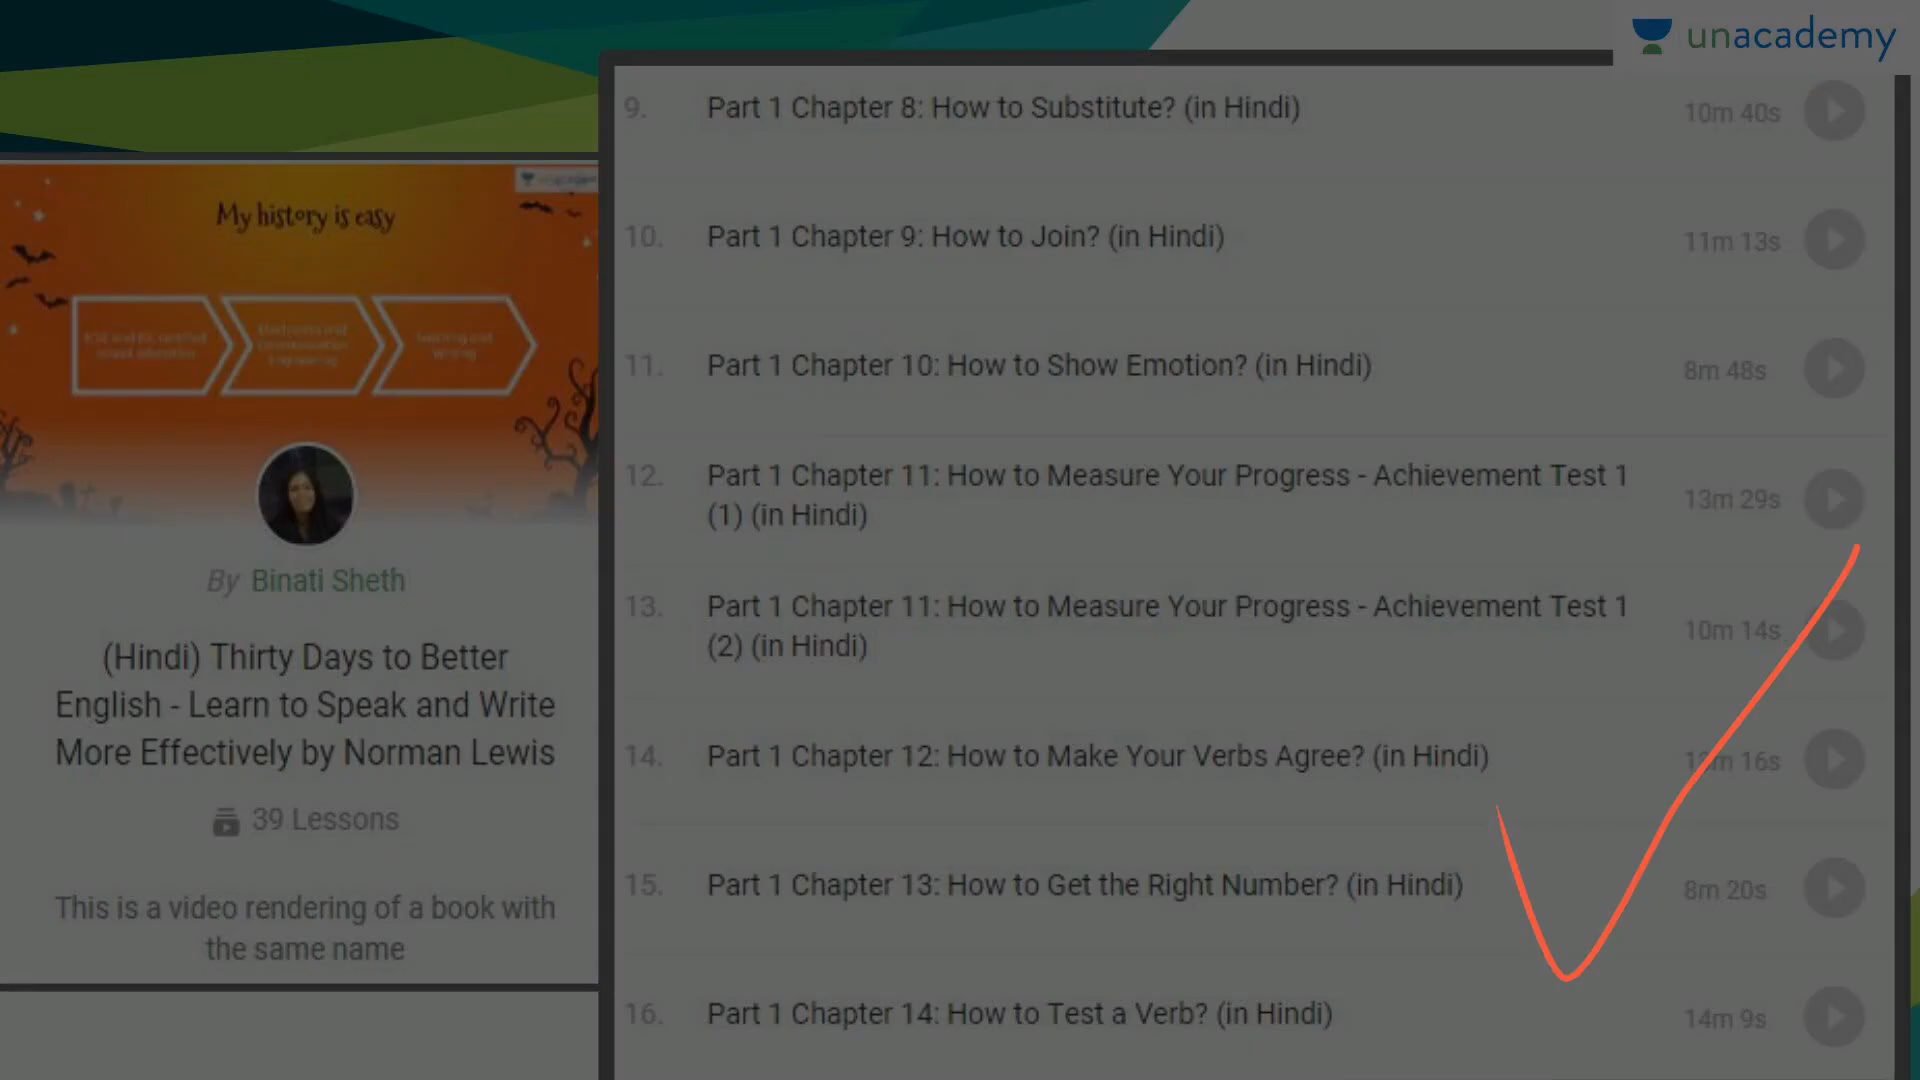 unacademy
My history is easy
By Binati Sheth
(Hindi) Thirty Days to Better
English - Learn to Speak and Write
More Effectively by Norman Lewis
39 Lessons
This is a video rendering of a book with
the same name
9. Part 1 Chapter 8: How to Substitute? (in Hindi) 10m 40s
10. Part 1 Chapter 9: How to Join? (in Hindi) 11m 13s
11. Part 1 Chapter 10: How to Show Emotion? (in Hindi) 8m 48s
12. Part 1 Chapter 11: How to Measure Your Progress - Achievement Test 1
(1) (in Hindi) 13m 29s
13. Part 1 Chapter 11: How to Measure Your Progress - Achievement Test 1
(2) (in Hindi) 10m 14s
14. Part 1 Chapter 12: How to Make Your Verbs Agree? (in Hindi) 16s
15. Part 1 Chapter 13: How to Get the Right Number? (in Hindi) 8m 20s
16. Part 1 Chapter 14: How to Test a Verb? (in Hindi) 14m 9s